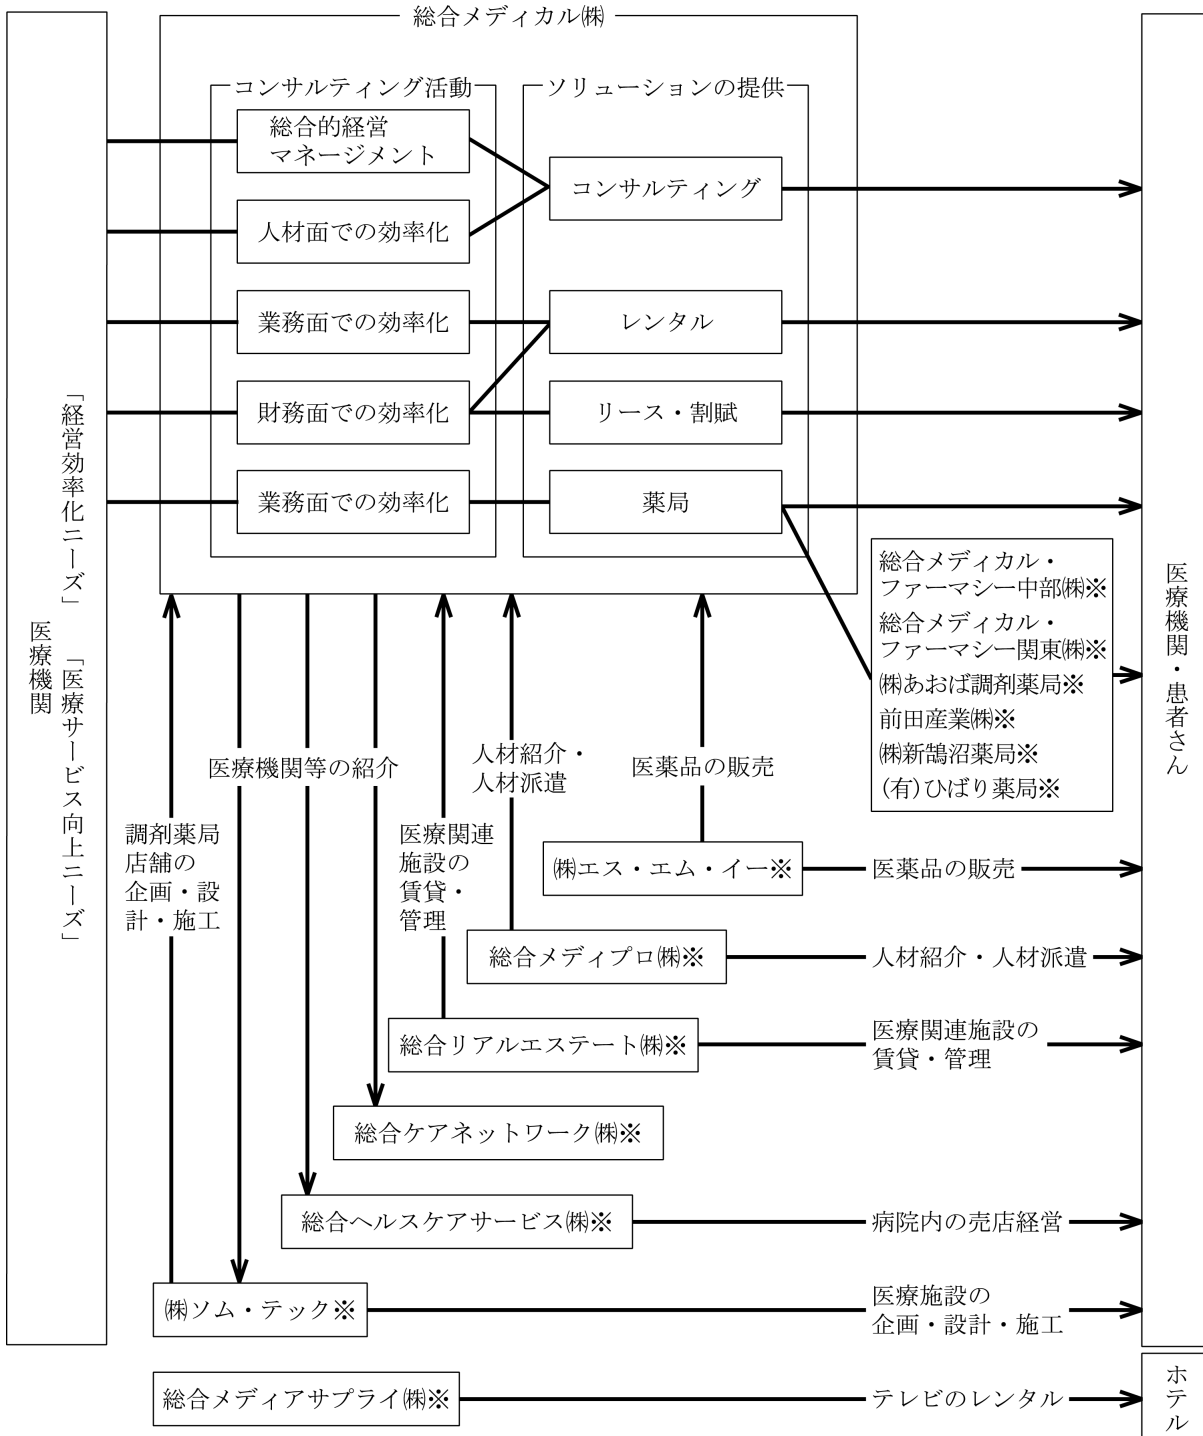 総合メディカル㈱
コンサルティング活動
ソリューションの提供
総合的経営
マネージメント
人材面での効率化
業務面での効率化
財務面での効率化
業務面での効率化
コンサルティング
レンタル
リース・割賦
薬局
「経営効率化ニーズ」「医療サービス向上ニーズ」
医療機関
医療機関・患者さん
総合メディカル・
ファーマシー中部㈱※
総合メディカル・
ファーマシー関東㈱※
㈱あおば調剤薬局※
前田産業㈱※
㈱新鵠沼薬局※
(有)ひばり薬局※
調剤薬局
店舗の
企画・設
計・施工
医療機関等の紹介
医療関連
施設の
賃貸・
管理
人材紹介・
人材派遣
医薬品の販売
㈱エス・エム・イー※
医薬品の販売
総合メディプロ㈱※
人材紹介・人材派遣
総合リアルエステート㈱※
医療関連施設の
賃貸・管理
総合ケアネットワーク㈱※
総合ヘルスケアサービス㈱※
病院内の売店経営
㈱ソム・テック※
医療施設の
企画・設計・施工
総合メディアサプライ㈱※
テレビのレンタル
ホテル